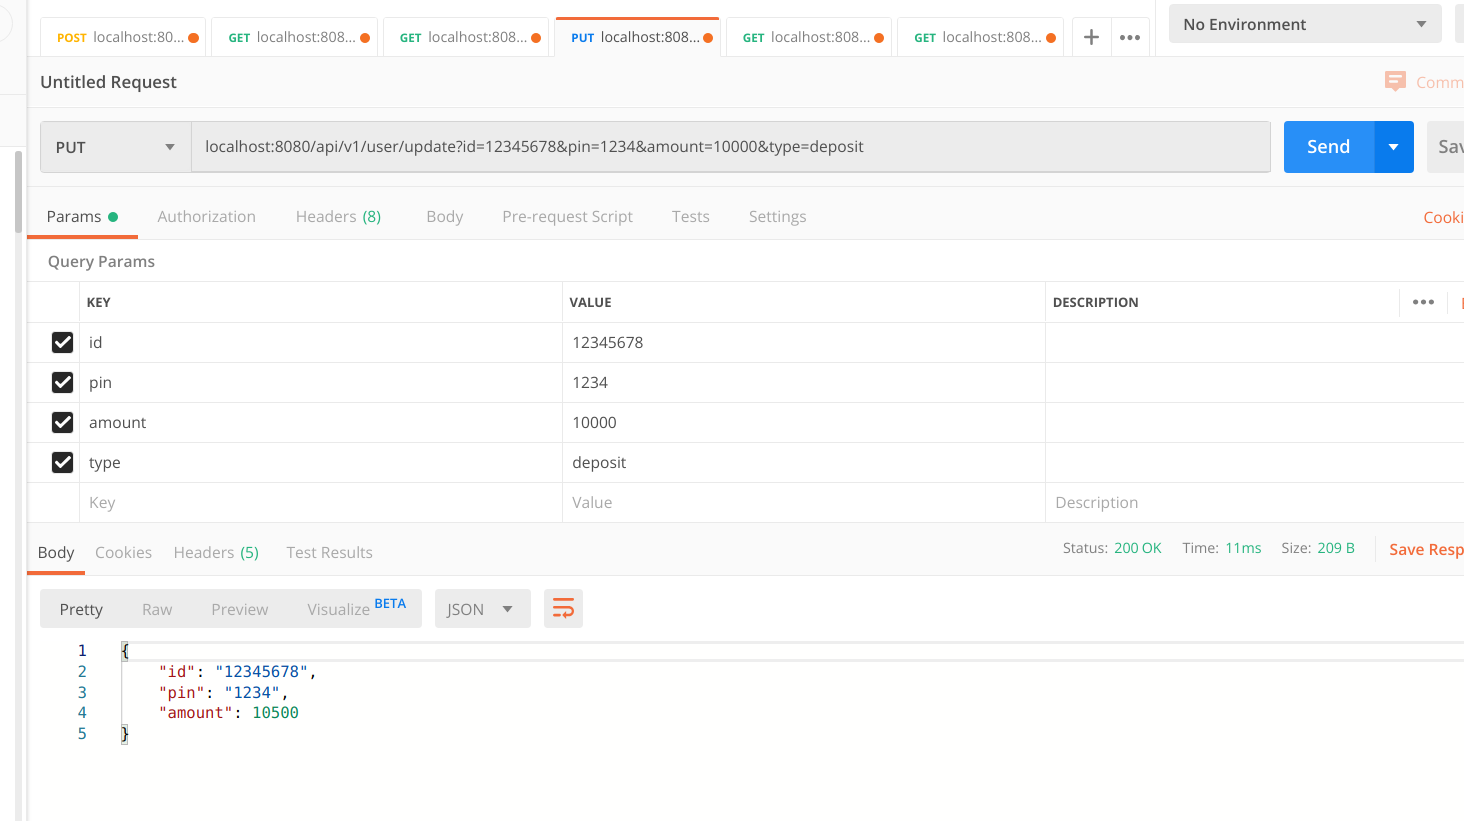 POST localhost:80... GET localhost:808... GET localhost:808... PUT localhost:808... GET localhost:808... GET localhost:808... + ••• No Environment
Untitled Request Comm
PUT localhost:8080/api/v1/user/update?id=12345678&pin=1234&amount=10000&type=deposit Send Sav
Params Authorization Headers (8) Body Pre-request Script Tests Settings Cooki
Query Params
KEY VALUE DESCRIPTION •••
id 12345678
pin 1234
amount 10000
type deposit
Key Value Description
Body Cookies Headers (5) Test Results Status: 200 OK Time: 11ms Size: 209 B Save Resp
Pretty Raw Preview Visualize BETA JSON
1 {
2 "id": "12345678",
3 "pin": "1234",
4 "amount": 10500
5 }